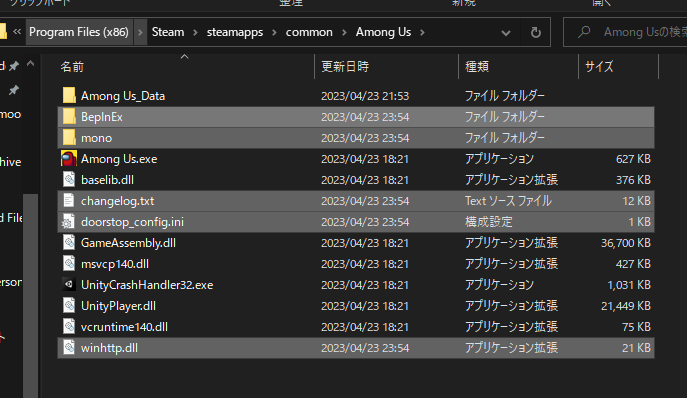 クリップボード 整理 新規 開く
« Program Files (x86) › Steam › steamapps › common › Among Us › Among Usの検索
名前 更新日時 種類 サイズ
Among Us_Data 2023/04/23 21:53 ファイル フォルダー
BepInEx 2023/04/23 23:54 ファイル フォルダー
mono 2023/04/23 23:54 ファイル フォルダー
Among Us.exe 2023/04/23 18:21 アプリケーション 627 KB
baselib.dll 2023/04/23 18:21 アプリケーション拡張 376 KB
changelog.txt 2023/04/23 23:54 Text ソース ファイル 12 KB
doorstop_config.ini 2023/04/23 23:54 構成設定 1 KB
GameAssembly.dll 2023/04/23 18:21 アプリケーション拡張 36,700 KB
msvcp140.dll 2023/04/23 18:21 アプリケーション拡張 427 KB
UnityCrashHandler32.exe 2023/04/23 18:21 アプリケーション 1,031 KB
UnityPlayer.dll 2023/04/23 18:21 アプリケーション拡張 21,449 KB
vcruntime140.dll 2023/04/23 18:21 アプリケーション拡張 75 KB
winhttp.dll 2023/04/23 23:54 アプリケーション拡張 21 KB